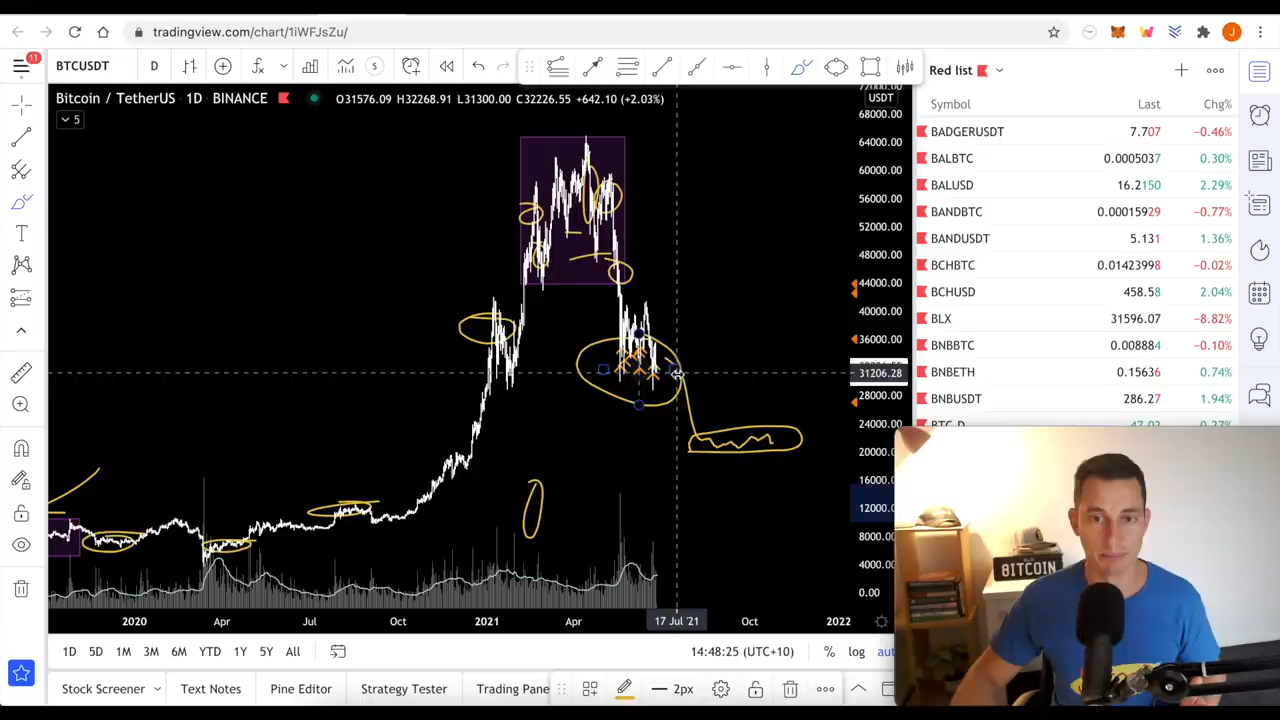 tradingview.com/chart/1iWFJsZu/
J
11
BTCUSDT D
Bitcoin / TetherUS · 1D · BINANCE O31576.09 H32268.91 L31300.00 C32226.55 +642.10 (+2.03%)
5
USDT
68000.00
64000.00
60000.00
56000.00
52000.00
48000.00
44000.00
40000.00
36000.00
31206.28
28000.00
24000.00
20000.00
16000.00
12000.00
8000.00
4000.00
0.00
2020 Apr Jul Oct 2021 Apr 17 Jul '21 Oct 2022
1D 5D 1M 3M 6M YTD 1Y 5Y All
14:48:25 (UTC+10) % log
Stock Screener Text Notes Pine Editor Strategy Tester Trading Pane
2px
Red list
Symbol Last Chg%
BADGERUSDT 7.707 −0.46%
BALBTC 0.0005037 0.30%
BALUSD 16.2150 2.29%
BANDBTC 0.00015929 −0.77%
BANDUSDT 5.131 1.36%
BCHBTC 0.01423998 −0.02%
BCHUSD 458.58 2.04%
BLX 31596.07 −8.82%
BNBBTC 0.008884 −0.10%
BNBETH 0.15636 0.74%
BNBUSDT 286.27 1.94%
BITCOIN